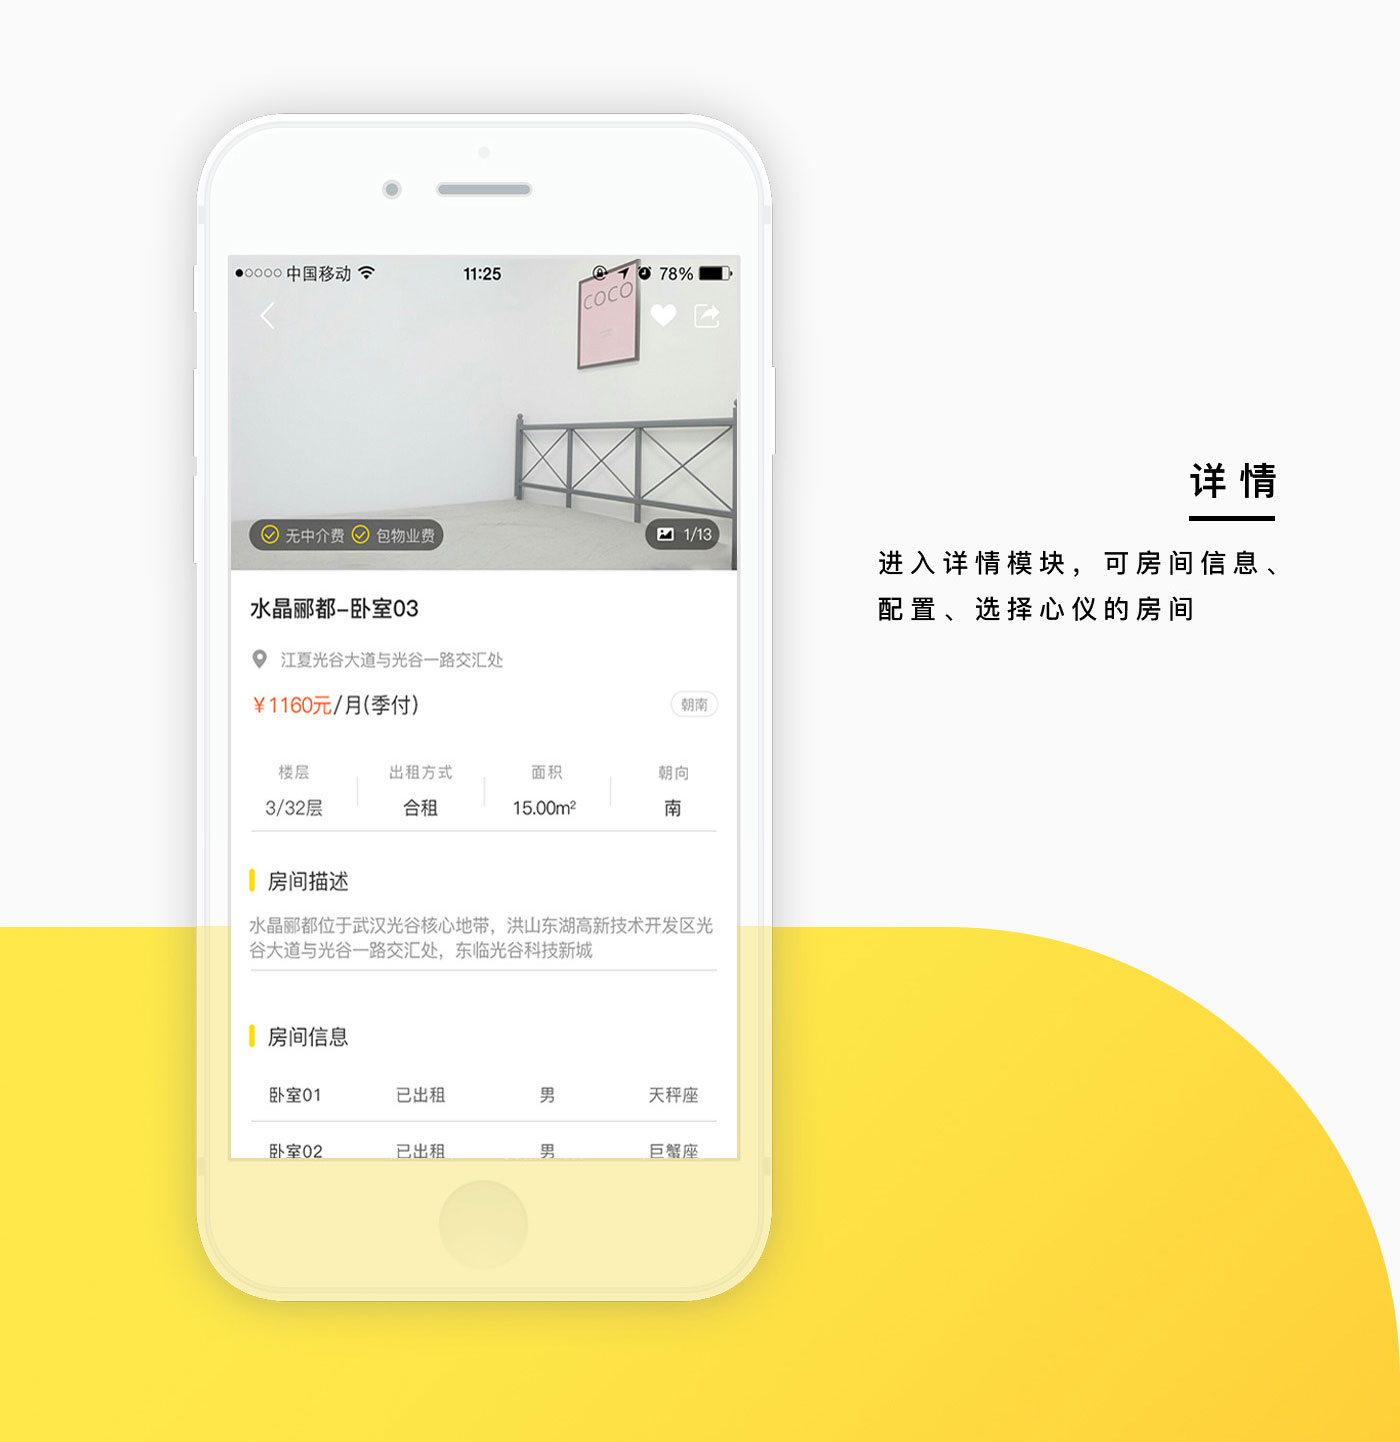 中国移动 11:25 78%
COCO
无中介费 包物业费 1/13
水晶郦都-卧室03
江夏光谷大道与光谷一路交汇处
¥1160元/月(季付) 朝南
楼层 出租方式 面积 朝向
3/32层 合租 15.00m² 南
房间描述
水晶郦都位于武汉光谷核心地带，洪山东湖高新技术开发区光
谷大道与光谷一路交汇处，东临光谷科技新城
房间信息
卧室01 已出租 男 天秤座
卧室02 已出租 男 巨蟹座
详情
进入详情模块，可房间信息、
配置、选择心仪的房间